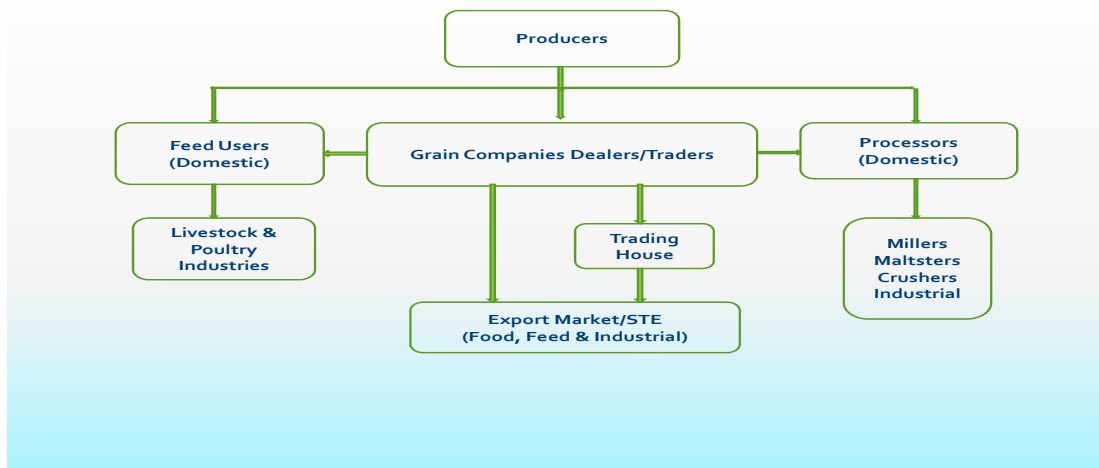 Producers
Feed Users
(Domestic)
Grain Companies Dealers/Traders
Processors
(Domestic)
Livestock &
Poultry
Industries
Trading
House
Millers
Maltsters
Crushers
Industrial
Export Market/STE
(Food, Feed & Industrial)